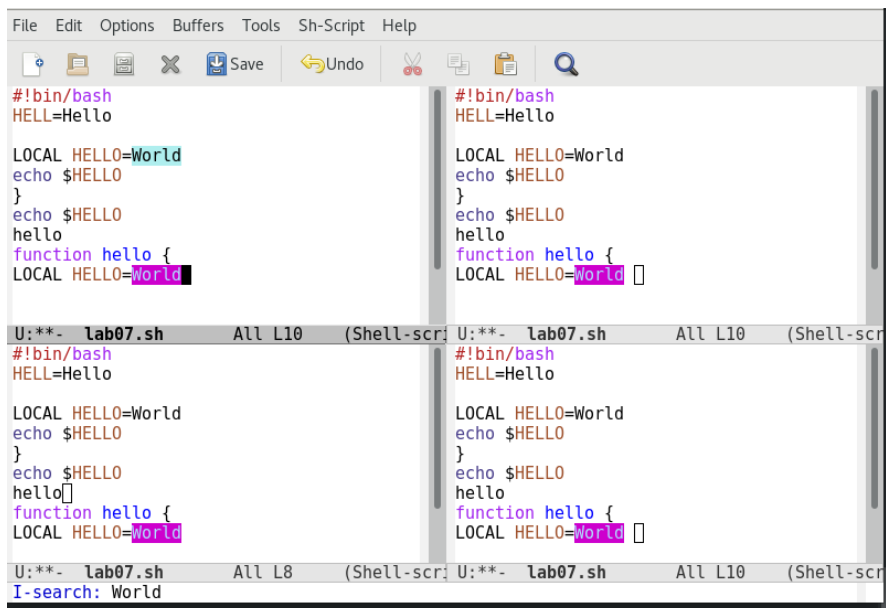 File Edit Options Buffers Tools Sh-Script Help
Save Undo
#!bin/bash
HELL=Hello
LOCAL HELLO=World
echo $HELLO
}
echo $HELLO
hello
function hello {
LOCAL HELLO=World
U:**- lab07.sh All L10 (Shell-scri
#!bin/bash
HELL=Hello
LOCAL HELLO=World
echo $HELLO
}
echo $HELLO
hello
function hello {
LOCAL HELLO=World
U:**- lab07.sh All L10 (Shell-scr
#!bin/bash
HELL=Hello
LOCAL HELLO=World
echo $HELLO
}
echo $HELLO
hello
function hello {
LOCAL HELLO=World
U:**- lab07.sh All L8 (Shell-scri
#!bin/bash
HELL=Hello
LOCAL HELLO=World
echo $HELLO
}
echo $HELLO
hello
function hello {
LOCAL HELLO=World
U:**- lab07.sh All L10 (Shell-scr
I-search: World